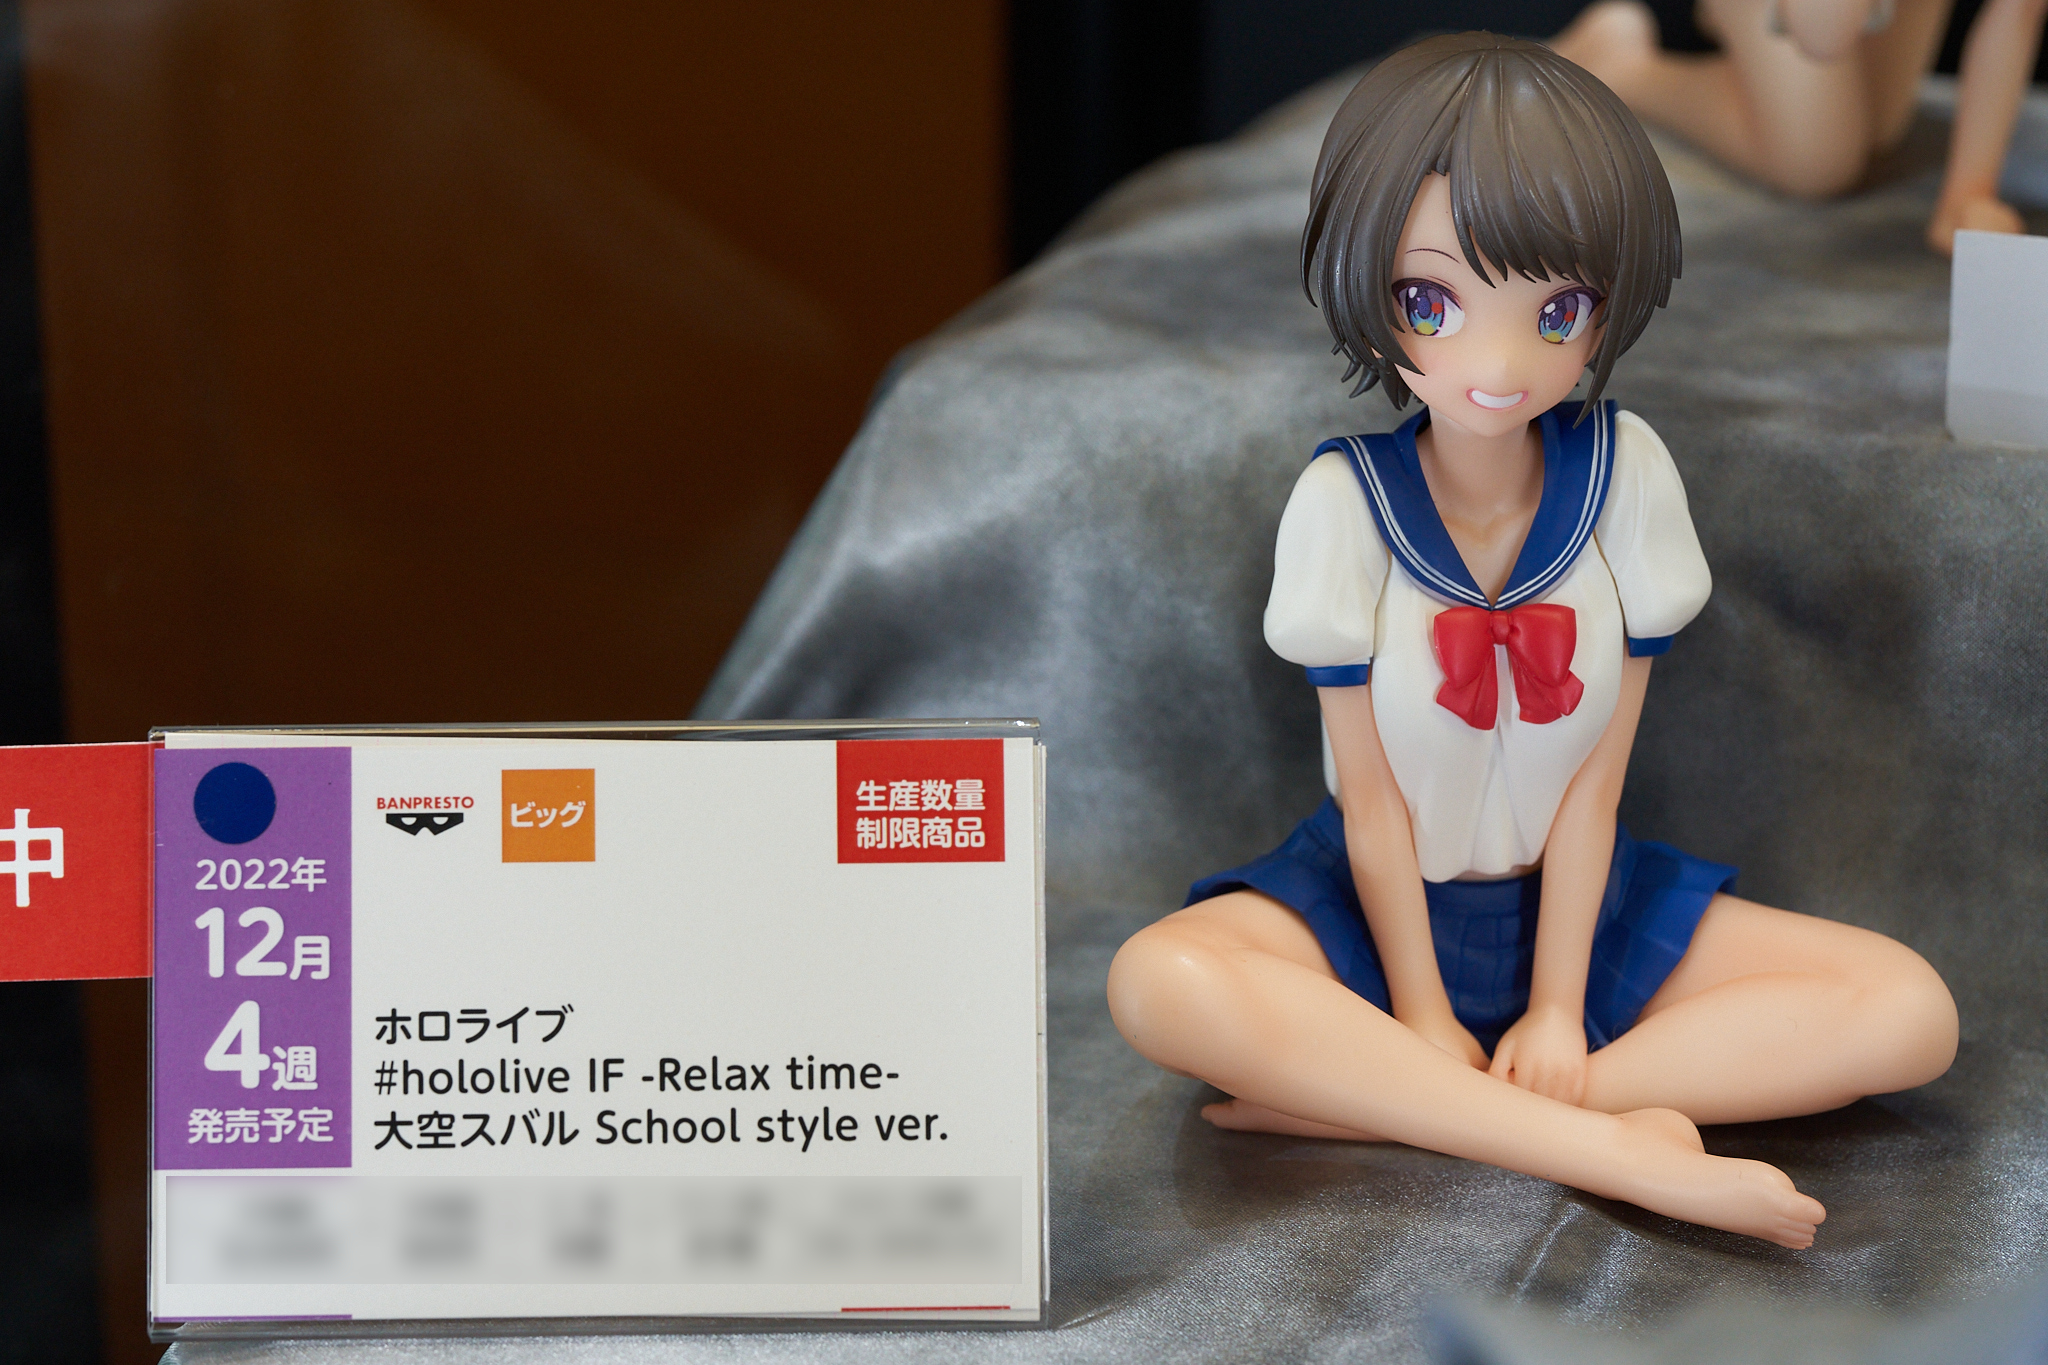 中
2022年
12月
4週
発売予定
BANPRESTO
ビッグ
生産数量
制限商品
ホロライブ
#hololive IF -Relax time-
大空スバル School style ver.